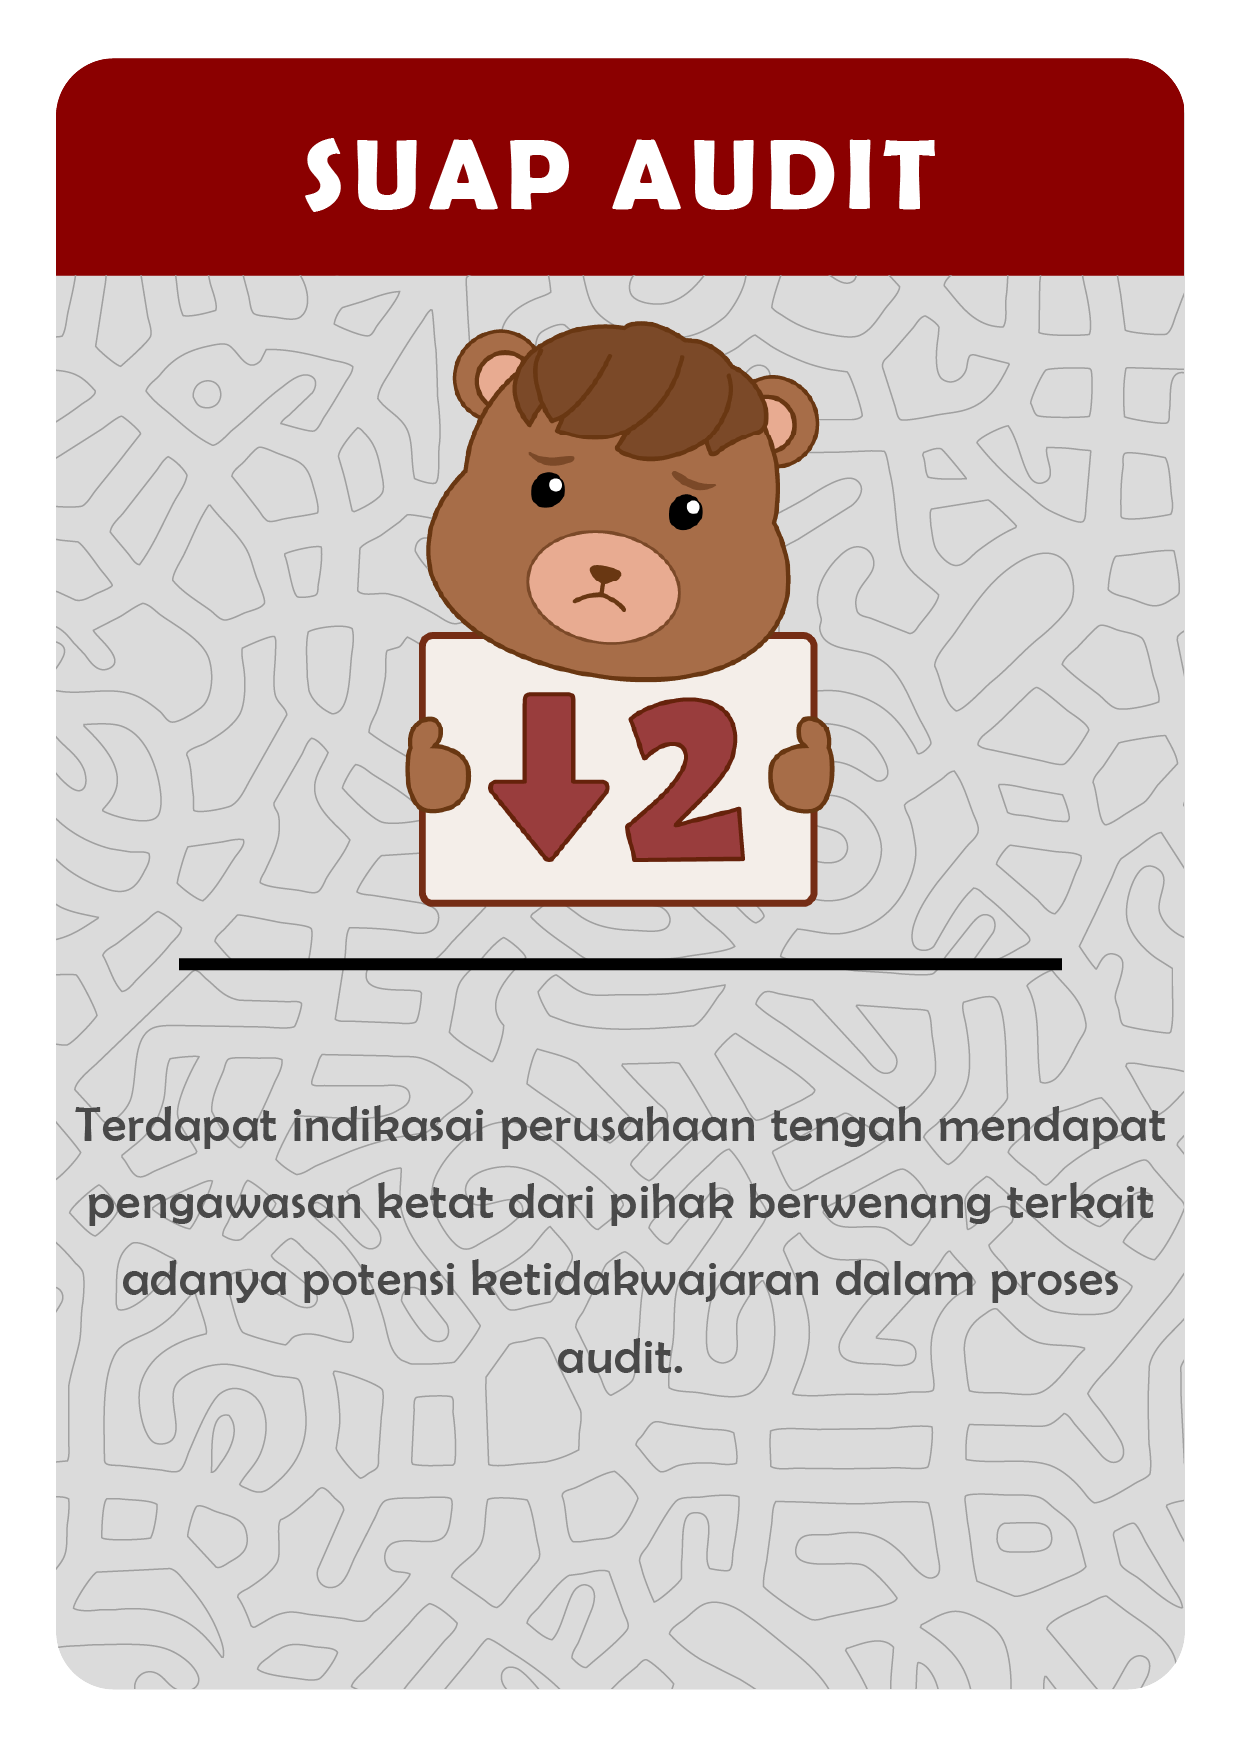 SUAP AUDIT
↓2
Terdapat indikasai perusahaan tengah mendapat
pengawasan ketat dari pihak berwenang terkait
adanya potensi ketidakwajaran dalam proses
audit.